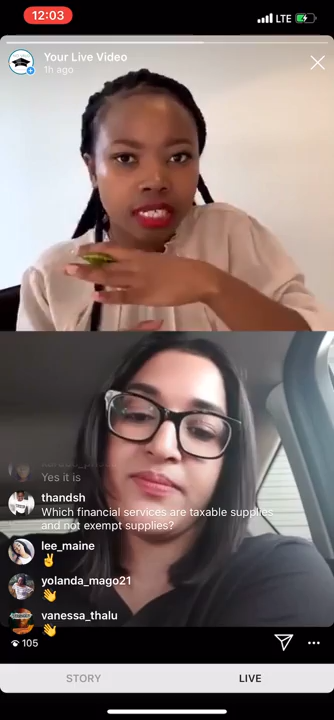 12:03
LTE
Your Live Video
1h ago
Yes it is
thandsh
Which financial services are taxable supplies
and not exempt supplies?
lee_maine
✌️
yolanda_mago21
👋
vanessa_thalu
👋
105
STORY
LIVE